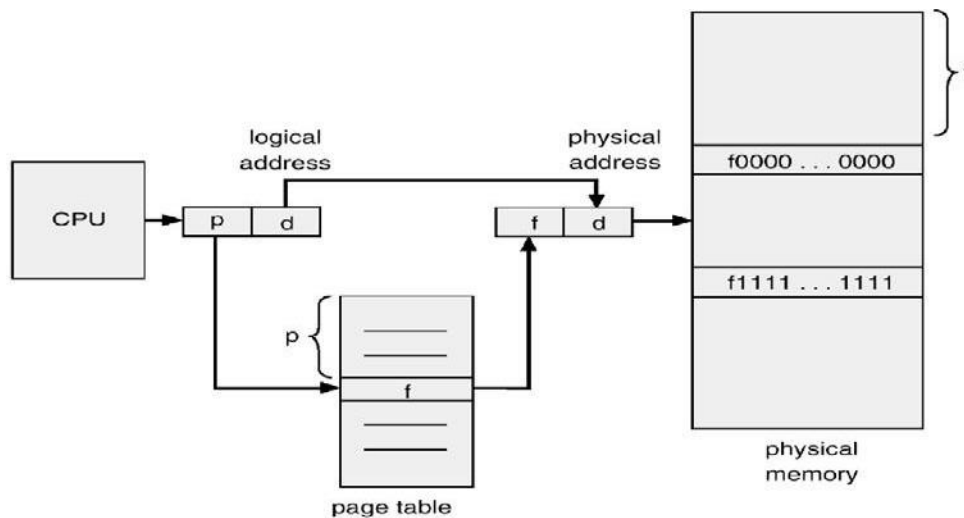 logical
address
physical
address
f0000 . . . 0000
CPU
p
d
f
d
f1111 . . . 1111
p
f
physical
memory
page table